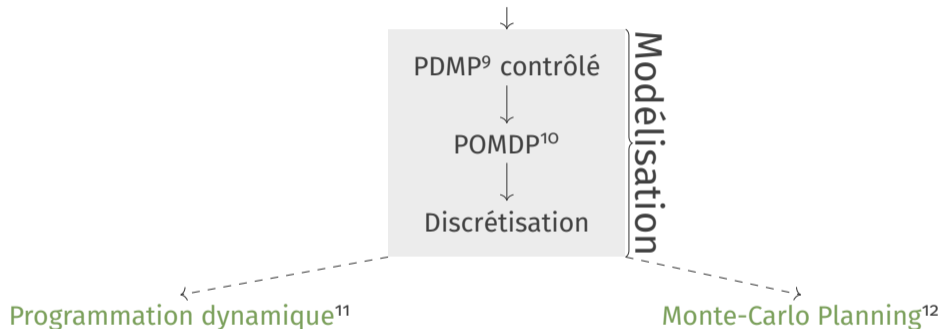 PDMP⁹ contrôlé
POMDP¹⁰
Discrétisation
Modélisation
Programmation dynamique¹¹
Monte-Carlo Planning¹²